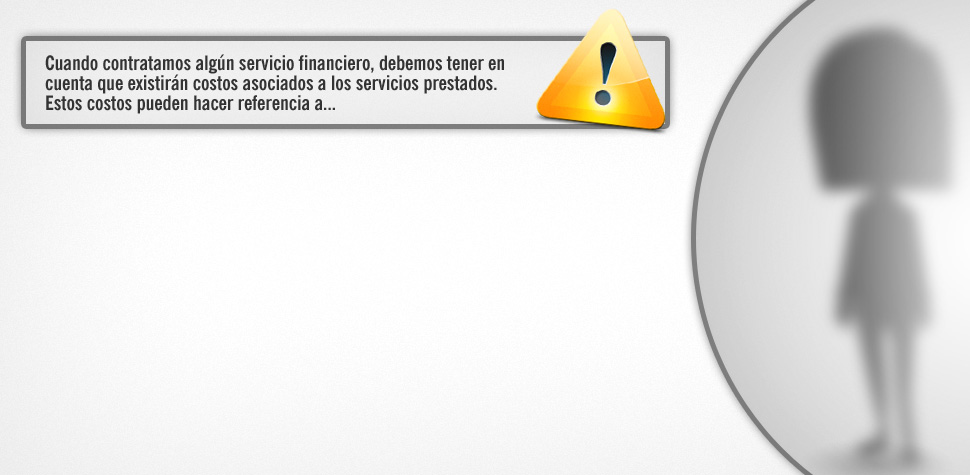 Cuando contratamos algún servicio financiero, debemos tener en
cuenta que existirán costos asociados a los servicios prestados.
Estos costos pueden hacer referencia a...